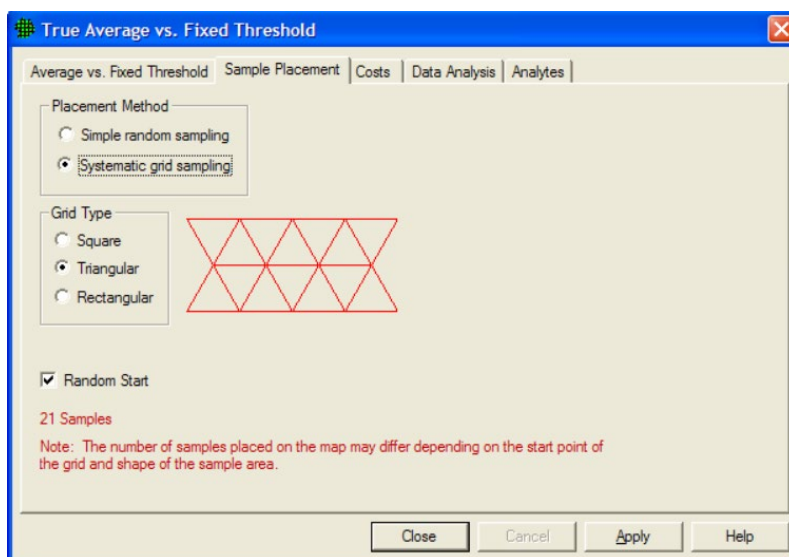 True Average vs. Fixed Threshold
Average vs. Fixed Threshold Sample Placement Costs Data Analysis Analytes
Placement Method
Simple random sampling
Systematic grid sampling
Grid Type
Square
Triangular
Rectangular
Random Start
21 Samples
Note: The number of samples placed on the map may differ depending on the start point of
the grid and shape of the sample area.
Close Cancel Apply Help